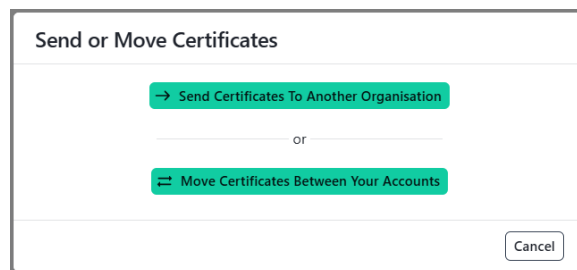 Send or Move Certificates
→ Send Certificates To Another Organisation
or
⇄ Move Certificates Between Your Accounts
Cancel